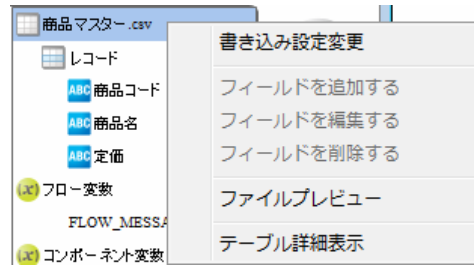 商品マスター.csv
レコード
ABC 商品コード
ABC 商品名
ABC 定価
(x) フロー変数
FLOW_MESSA
(x) コンポーネント変数
書き込み設定変更
フィールドを追加する
フィールドを編集する
フィールドを削除する
ファイルプレビュー
テーブル詳細表示